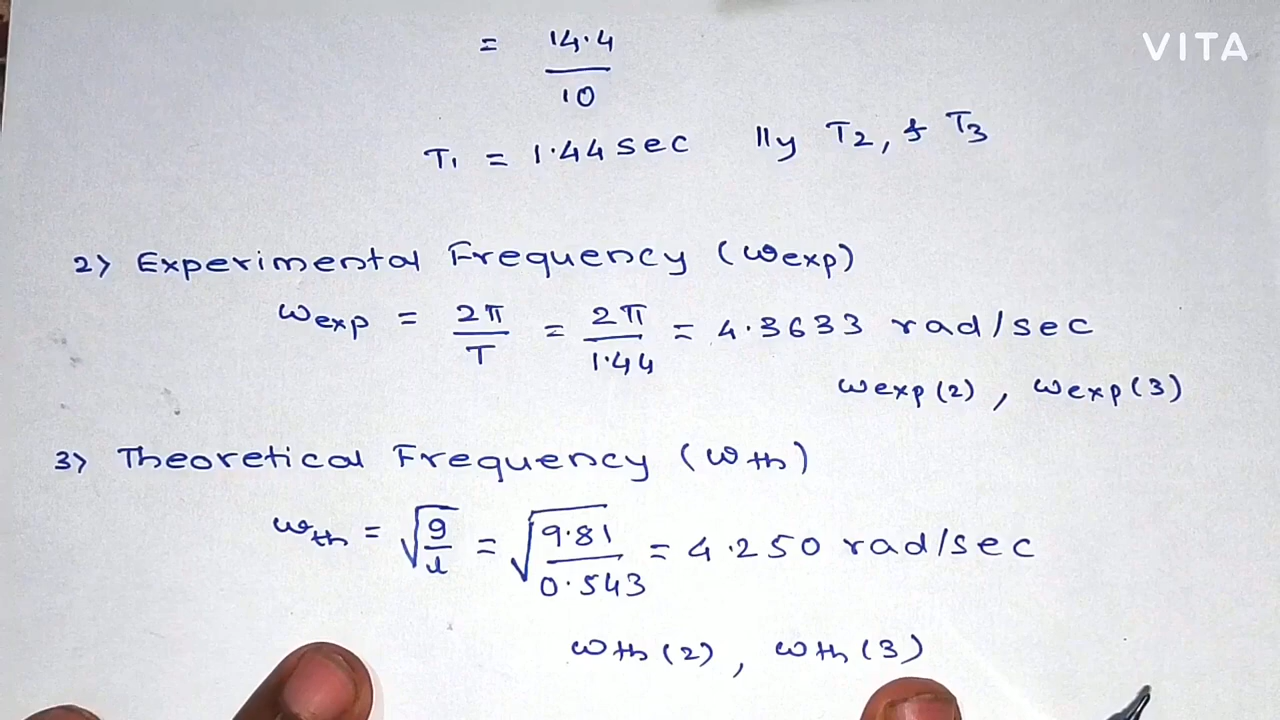 VITA
= 14.4 / 10
T1 = 1.44 sec lly T2, & T3
2) Experimental Frequency (ωexp)
ωexp = 2π / T = 2π / 1.44 = 4.3633 rad/sec
ωexp(2), ωexp(3)
3) Theoretical Frequency (ωth)
ωth = √(g / l) = √(9.81 / 0.543) = 4.250 rad/sec
ωth(2), ωth(3)